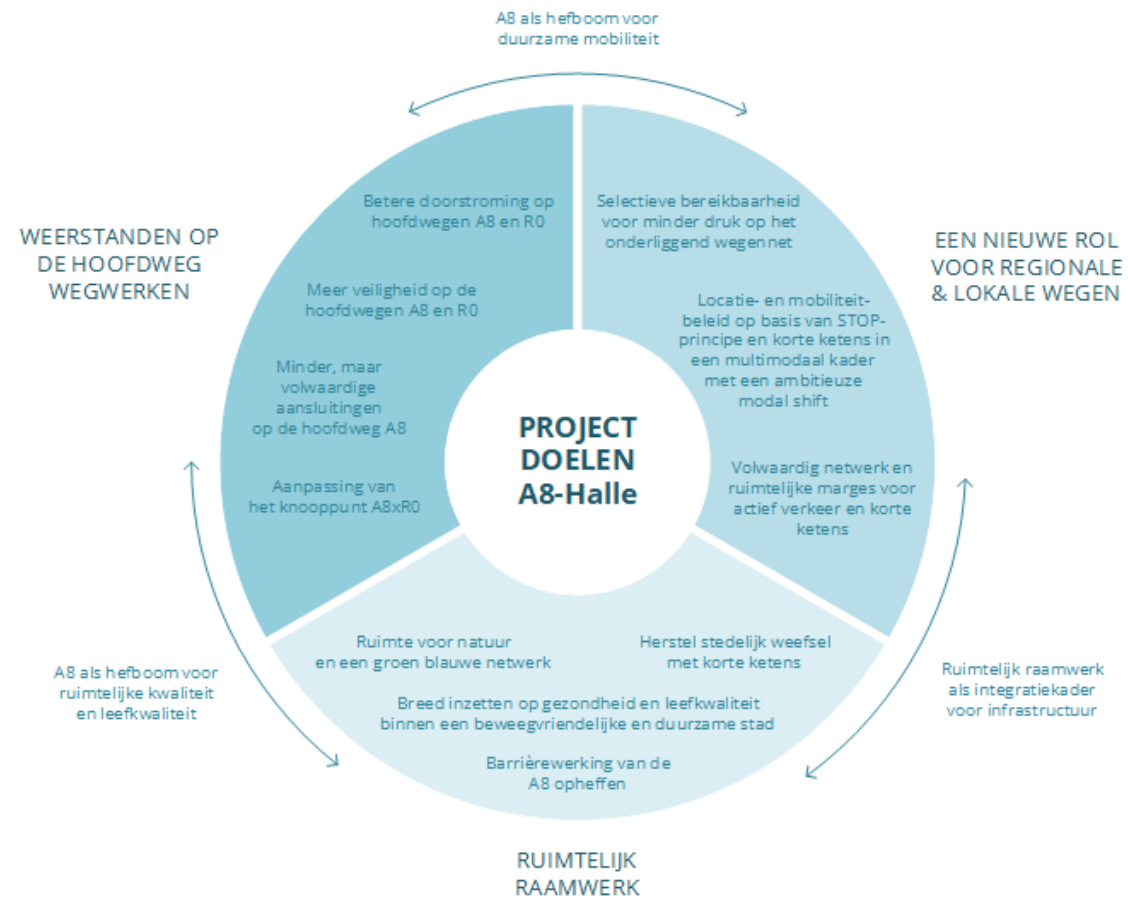 A8 als hefboom voor
duurzame mobiliteit
WEERSTANDEN OP
DE HOOFDWEG
WEGWERKEN
Betere doorstroming op
hoofdwegen A8 en R0
Meer veiligheid op de
hoofdwegen A8 en R0
Minder, maar
volwaardige
aansluitingen
op de hoofdweg A8
Aanpassing van
het knooppunt A8xR0
Selectieve bereikbaarheid
voor minder druk op het
onderliggend wegennet
Locatie- en mobiliteit-
beleid op basis van STOP-
principe en korte ketens in
een multimodaal kader
met een ambitieuze
modal shift
Volwaardig netwerk en
ruimtelijke marges voor
actief verkeer en korte
ketens
EEN NIEUWE ROL
VOOR REGIONALE
& LOKALE WEGEN
PROJECT
DOELEN
A8-Halle
Ruimte voor natuur
en een groen blauwe netwerk
Herstel stedelijk weefsel
met korte ketens
Breed inzetten op gezondheid en leefkwaliteit
binnen een beweegvriendelijke en duurzame stad
Barrièrewerking van de
A8 opheffen
A8 als hefboom voor
ruimtelijke kwaliteit
en leefkwaliteit
Ruimtelijk raamwerk
als integratiekader
voor infrastructuur
RUIMTELIJK
RAAMWERK